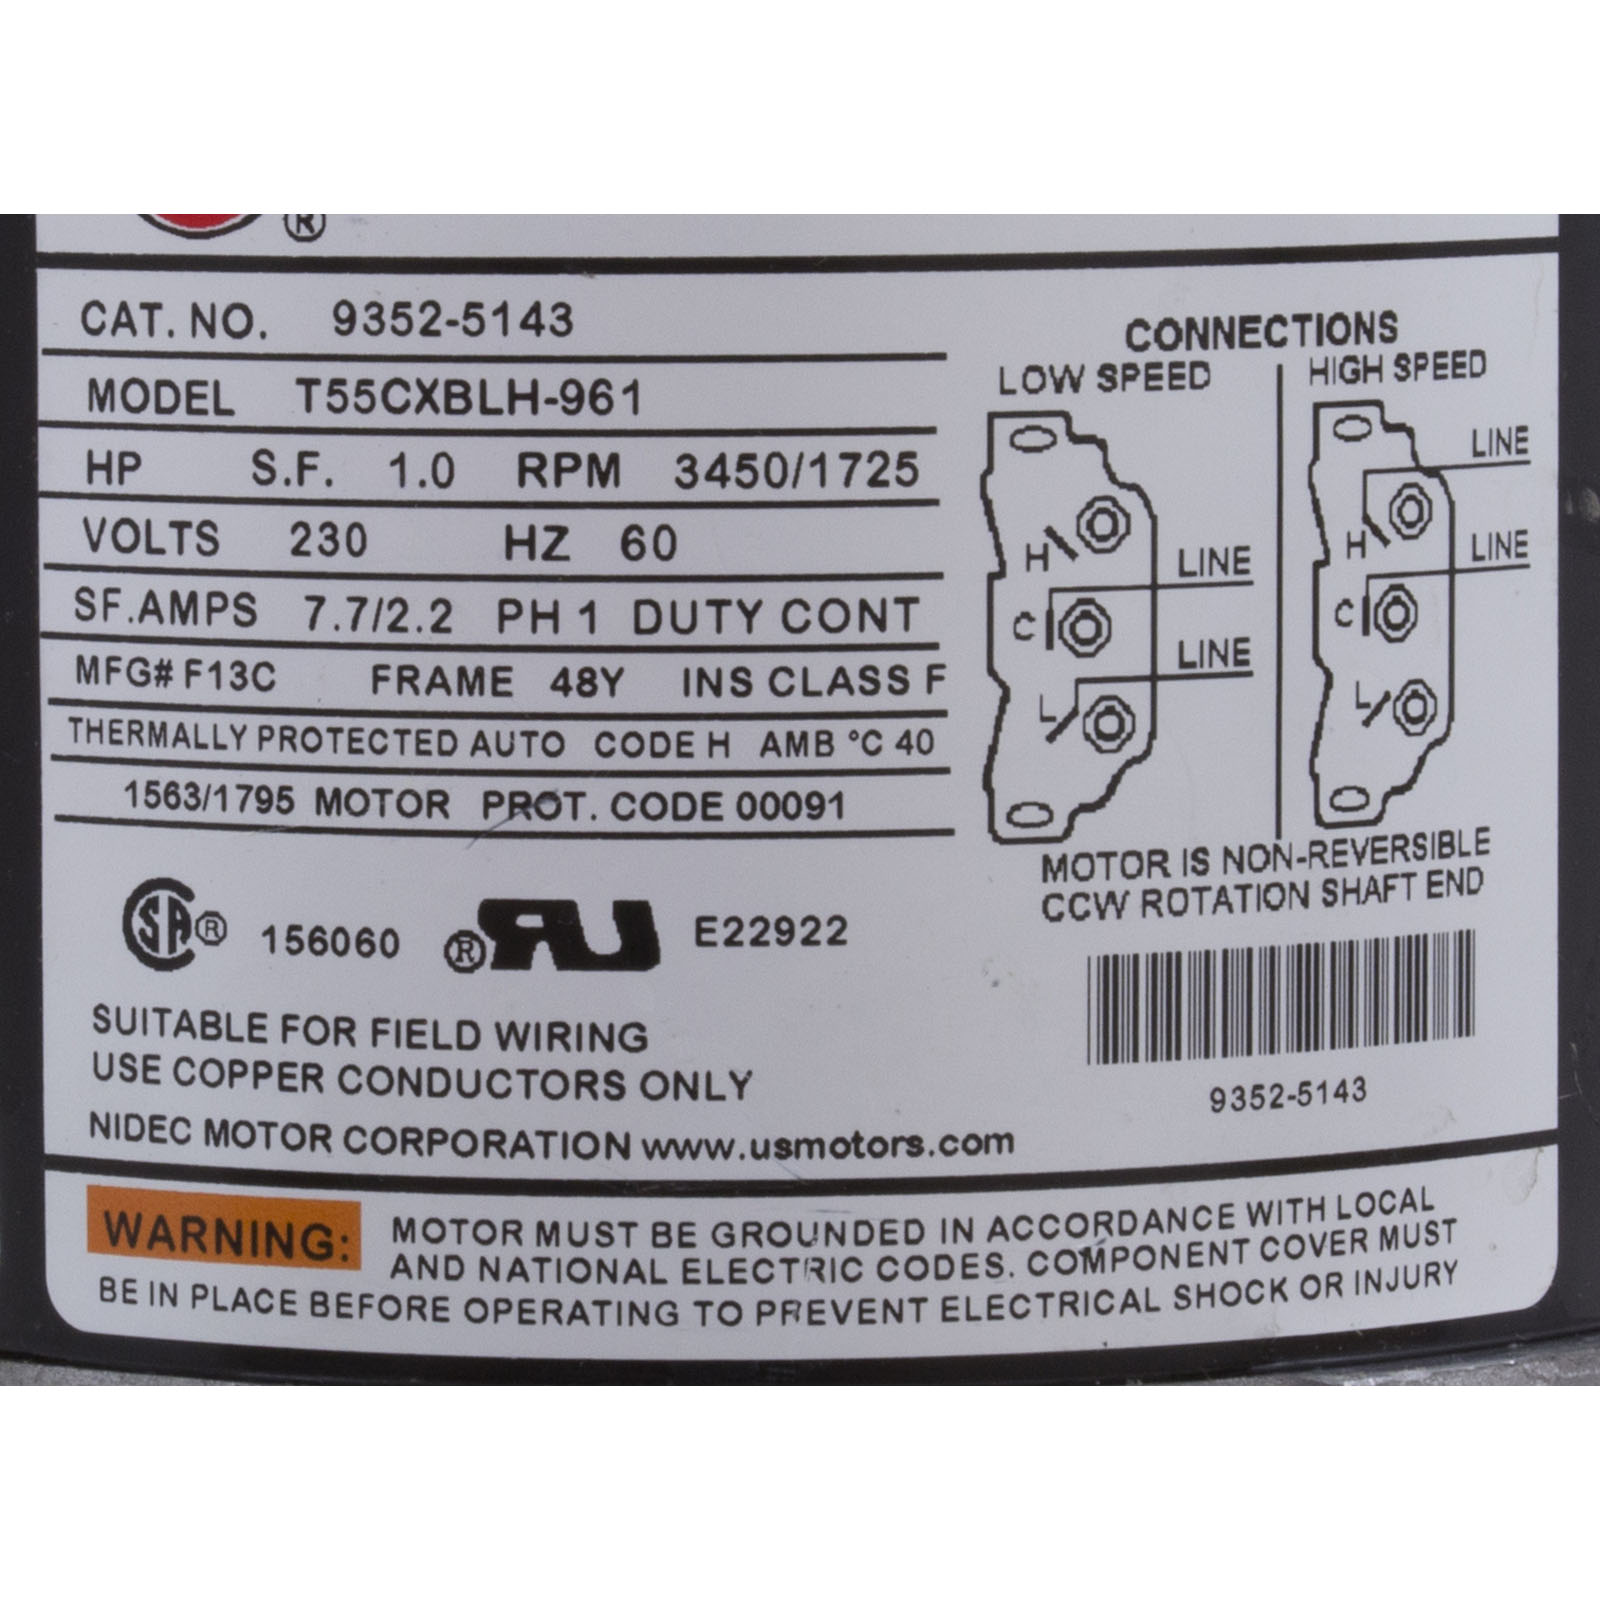 ®
CAT. NO. 9352-5143
MODEL T55CXBLH-961
HP S.F. 1.0 RPM 3450/1725
VOLTS 230 HZ 60
SF.AMPS 7.7/2.2 PH 1 DUTY CONT
MFG# F13C FRAME 48Y INS CLASS F
THERMALLY PROTECTED AUTO CODE H AMB °C 40
1563/1795 MOTOR PROT. CODE 00091
CONNECTIONS
LOW SPEED
H
C
L
LINE
LINE
HIGH SPEED
H
C
L
LINE
LINE
MOTOR IS NON-REVERSIBLE
CCW ROTATION SHAFT END
SA® 156060 ®UR E22922
SUITABLE FOR FIELD WIRING
USE COPPER CONDUCTORS ONLY
NIDEC MOTOR CORPORATION www.usmotors.com
9352-5143
WARNING: MOTOR MUST BE GROUNDED IN ACCORDANCE WITH LOCAL
AND NATIONAL ELECTRIC CODES. COMPONENT COVER MUST
BE IN PLACE BEFORE OPERATING TO PREVENT ELECTRICAL SHOCK OR INJURY